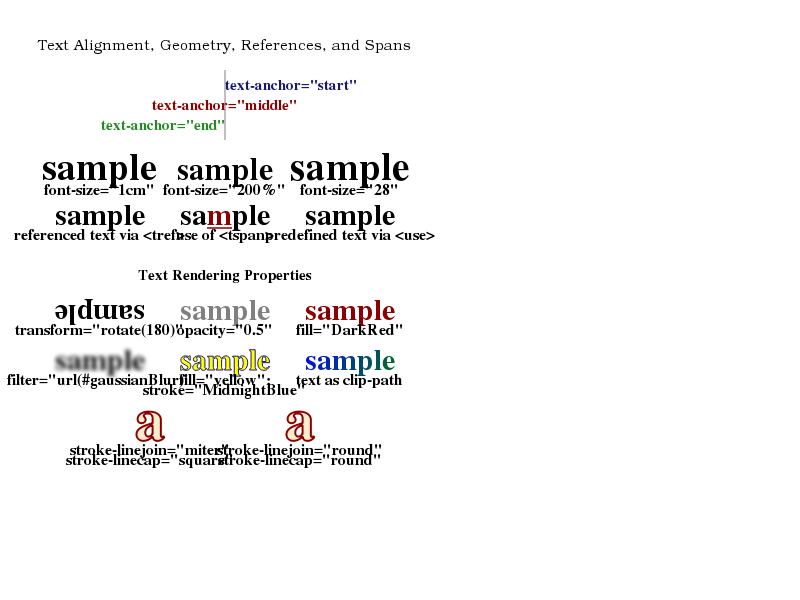 Text Alignment, Geometry, References, and Spans
text-anchor="start"
text-anchor="middle"
text-anchor="end"
sample sample sample
font-size="1cm" font-size="200%" font-size="28"
sample sample sample
referenced text via <tref> use of <tspan> predefined text via <use>
Text Rendering Properties
sample sample sample
transform="rotate(180)" opacity="0.5" fill="DarkRed"
sample sample sample
filter="url(#gaussianBlur)" fill="yellow"; text as clip-path
stroke="MidnightBlue"
a a
stroke-linejoin="miter" stroke-linejoin="round"
stroke-linecap="square" stroke-linecap="round"